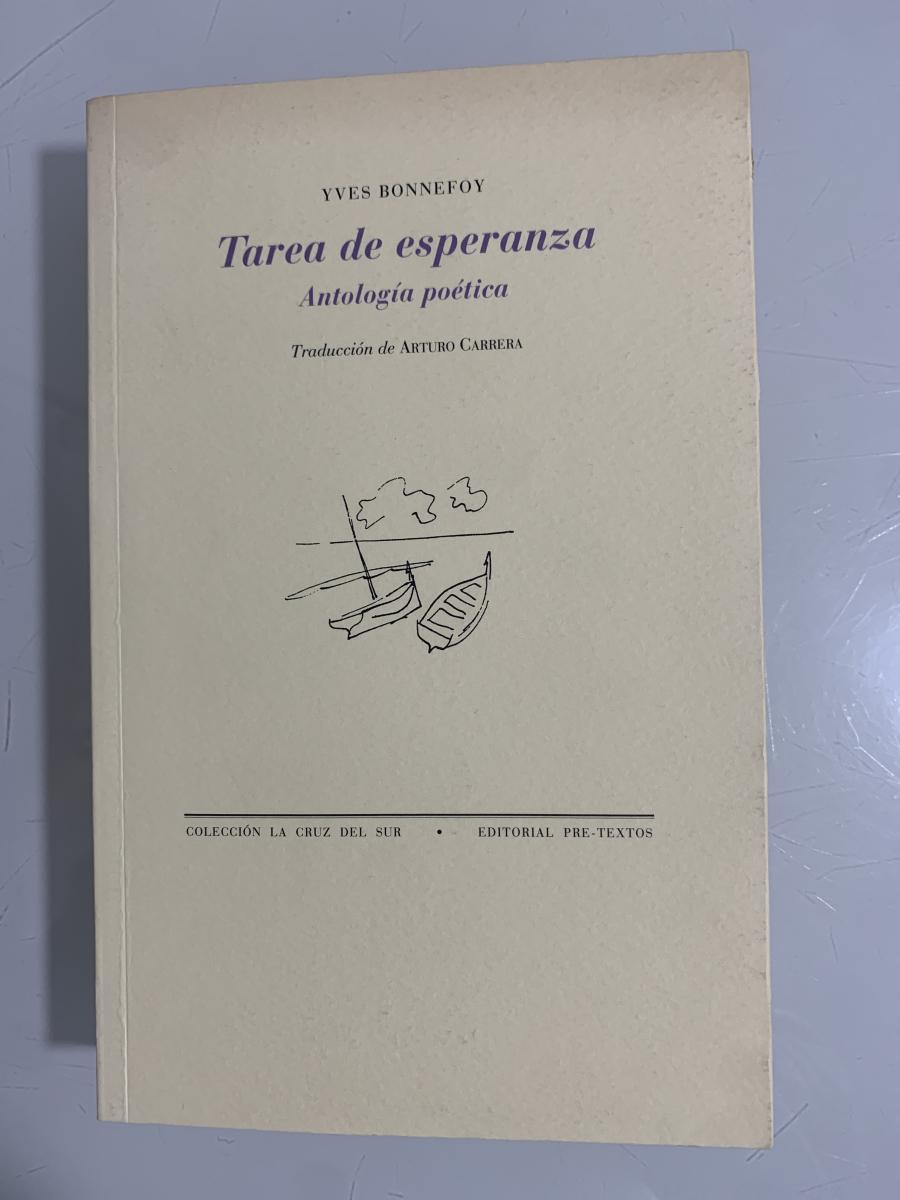 YVES BONNEFOY
Tarea de esperanza
Antología poética
Traducción de ARTURO CARRERA
COLECCIÓN LA CRUZ DEL SUR • EDITORIAL PRE-TEXTOS